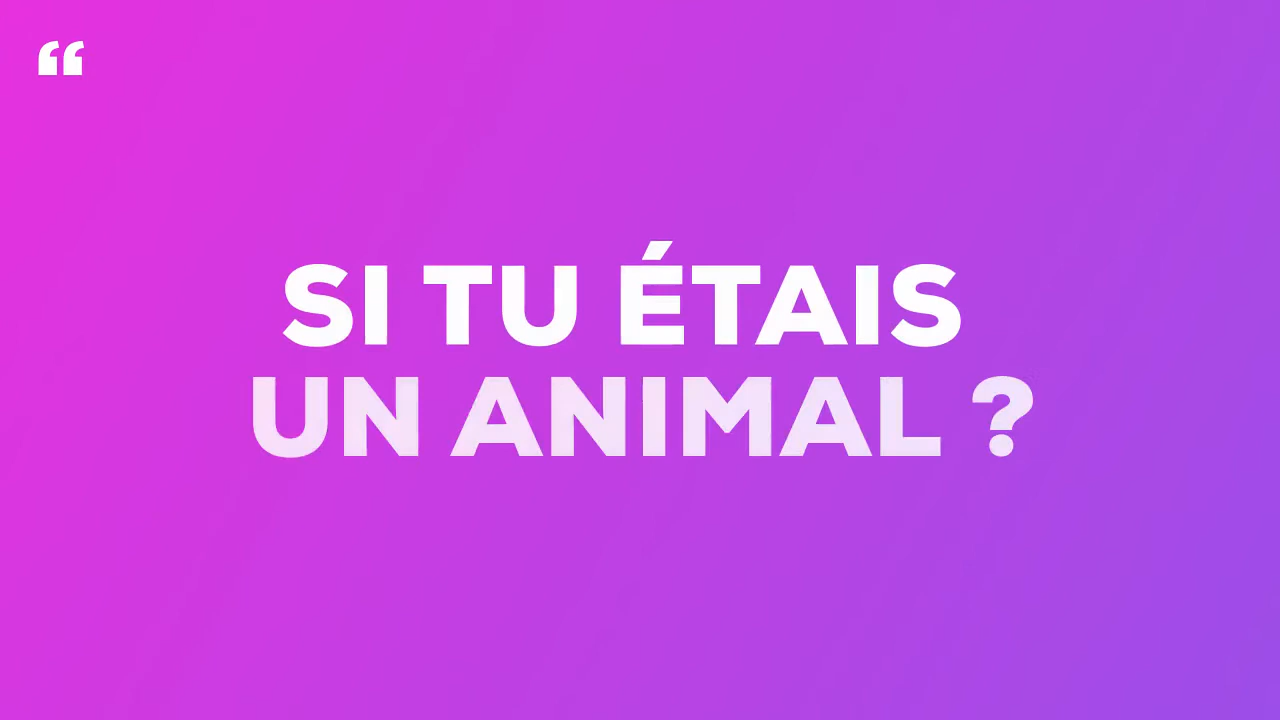 “
SI TU ÉTAIS
UN ANIMAL ?